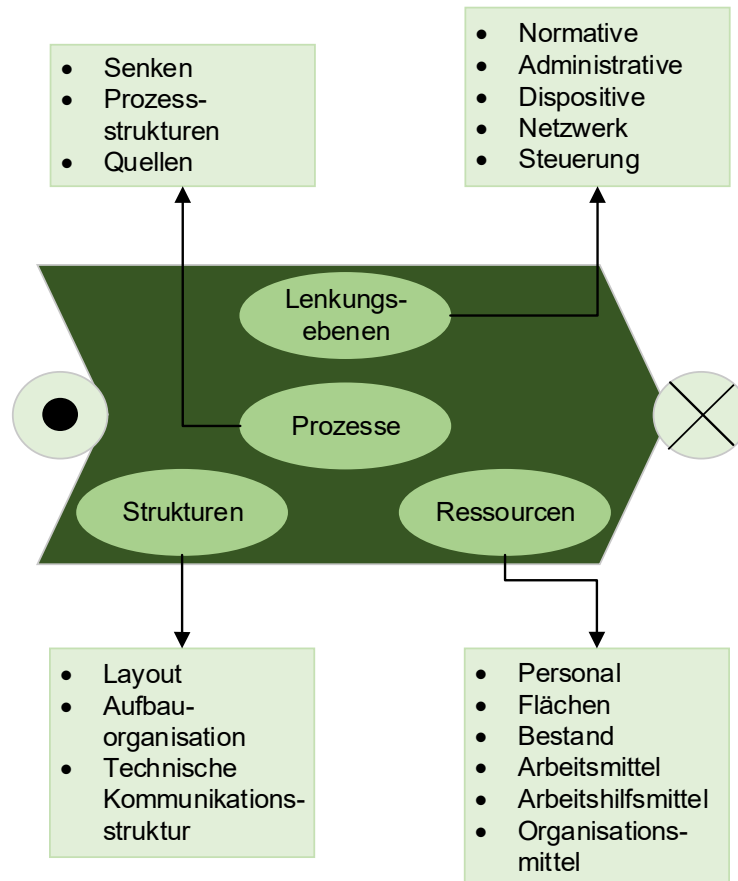 • Senken
• Prozess-
strukturen
• Quellen
• Normative
• Administrative
• Dispositive
• Netzwerk
• Steuerung
Lenkungs-
ebenen
Prozesse
Strukturen
Ressourcen
• Layout
• Aufbau-
organisation
• Technische
Kommunikations-
struktur
• Personal
• Flächen
• Bestand
• Arbeitsmittel
• Arbeitshilfsmittel
• Organisations-
mittel